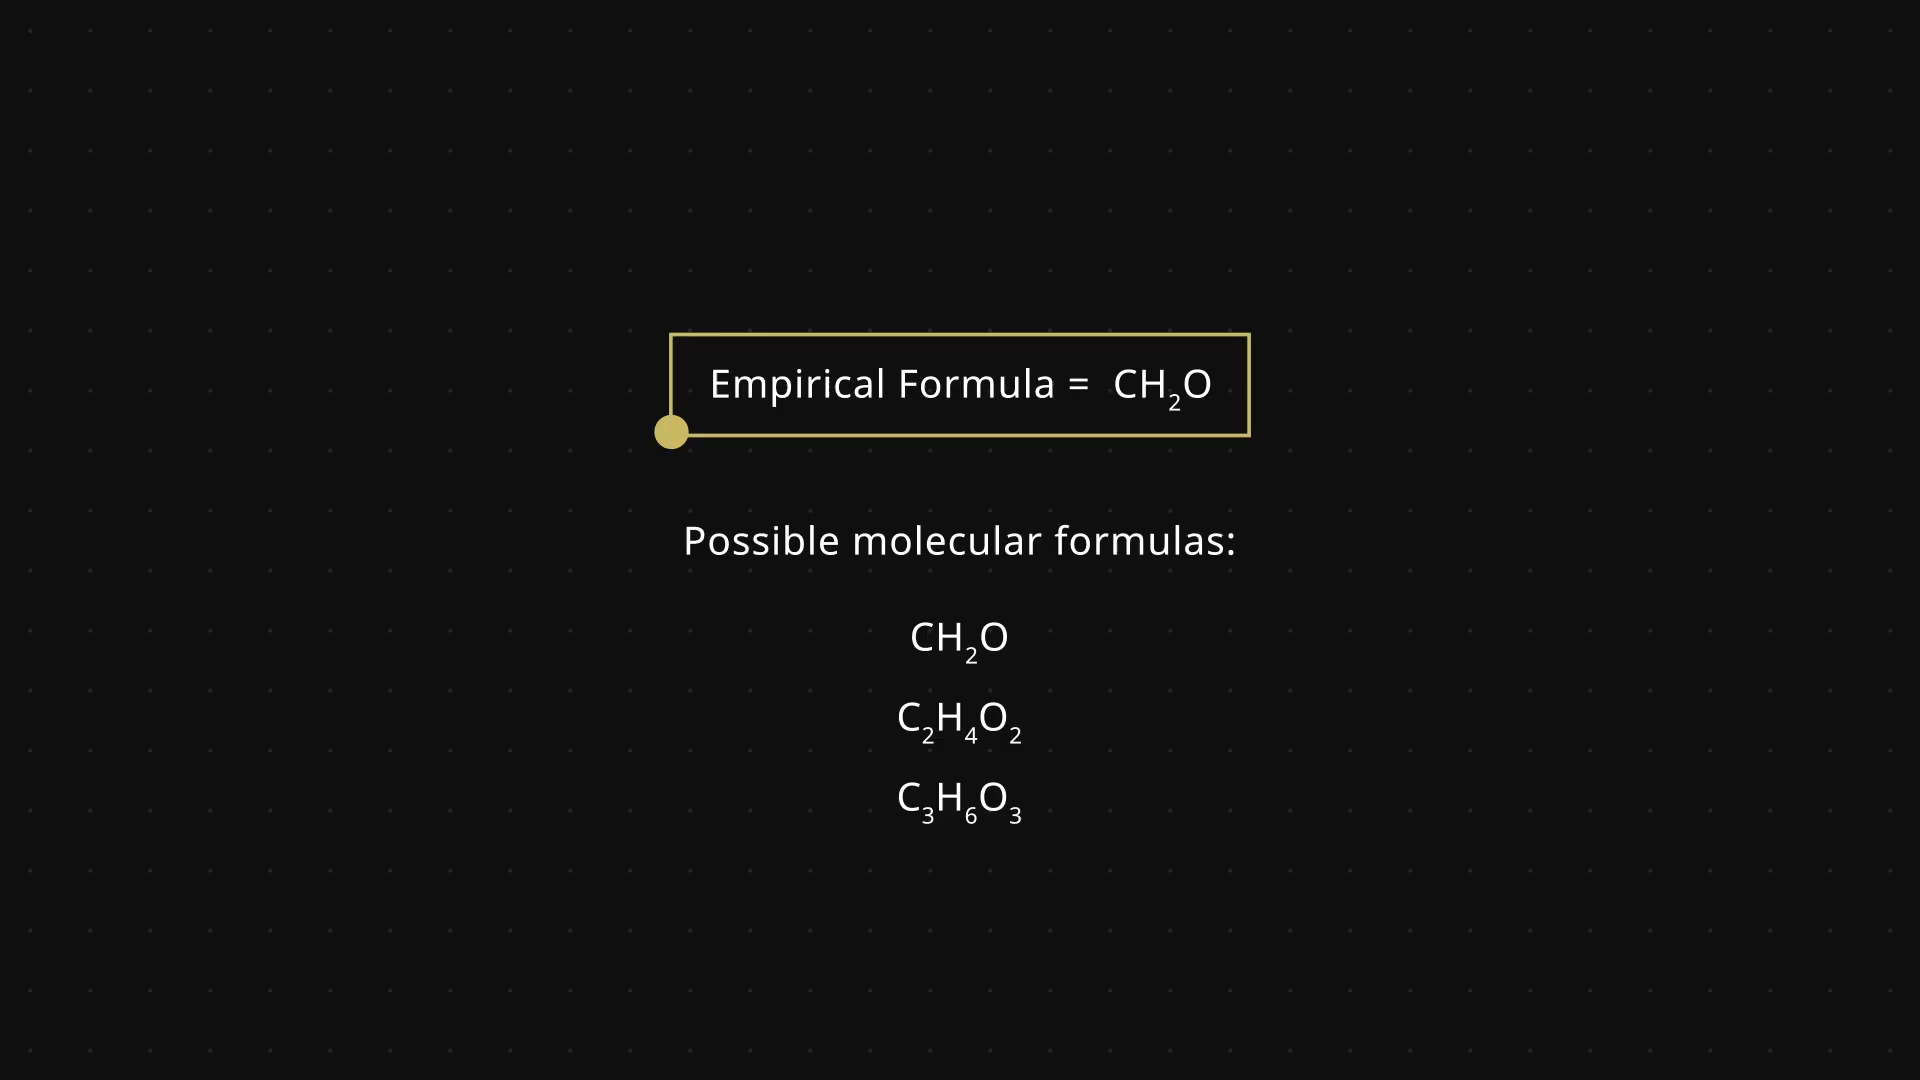 Empirical Formula = CH₂O
Possible molecular formulas:
CH₂O
C₂H₄O₂
C₃H₆O₃